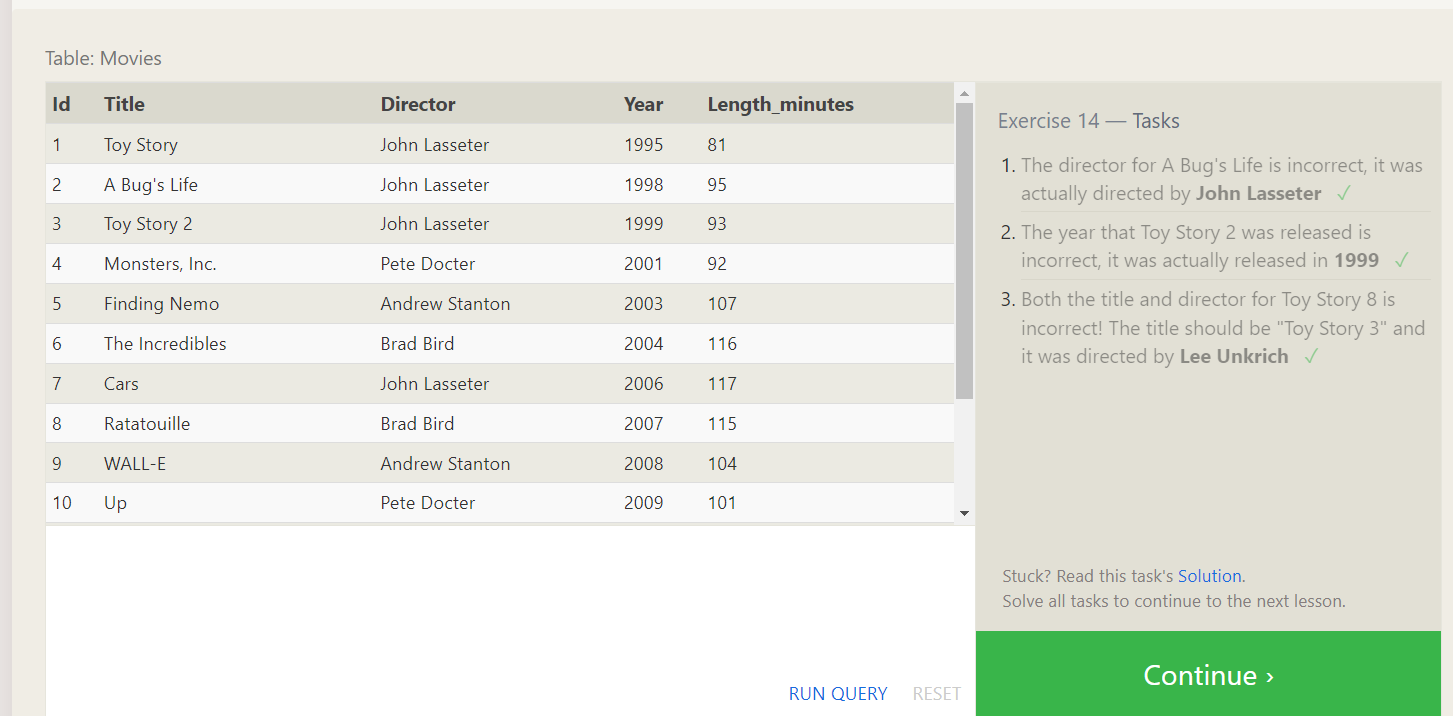 Table: Movies
Id Title Director Year Length_minutes
1 Toy Story John Lasseter 1995 81
2 A Bug's Life John Lasseter 1998 95
3 Toy Story 2 John Lasseter 1999 93
4 Monsters, Inc. Pete Docter 2001 92
5 Finding Nemo Andrew Stanton 2003 107
6 The Incredibles Brad Bird 2004 116
7 Cars John Lasseter 2006 117
8 Ratatouille Brad Bird 2007 115
9 WALL-E Andrew Stanton 2008 104
10 Up Pete Docter 2009 101
RUN QUERY RESET
Exercise 14 — Tasks
1. The director for A Bug's Life is incorrect, it was
actually directed by John Lasseter ✓
2. The year that Toy Story 2 was released is
incorrect, it was actually released in 1999 ✓
3. Both the title and director for Toy Story 8 is
incorrect! The title should be "Toy Story 3" and
it was directed by Lee Unkrich ✓
Stuck? Read this task's Solution.
Solve all tasks to continue to the next lesson.
Continue ›